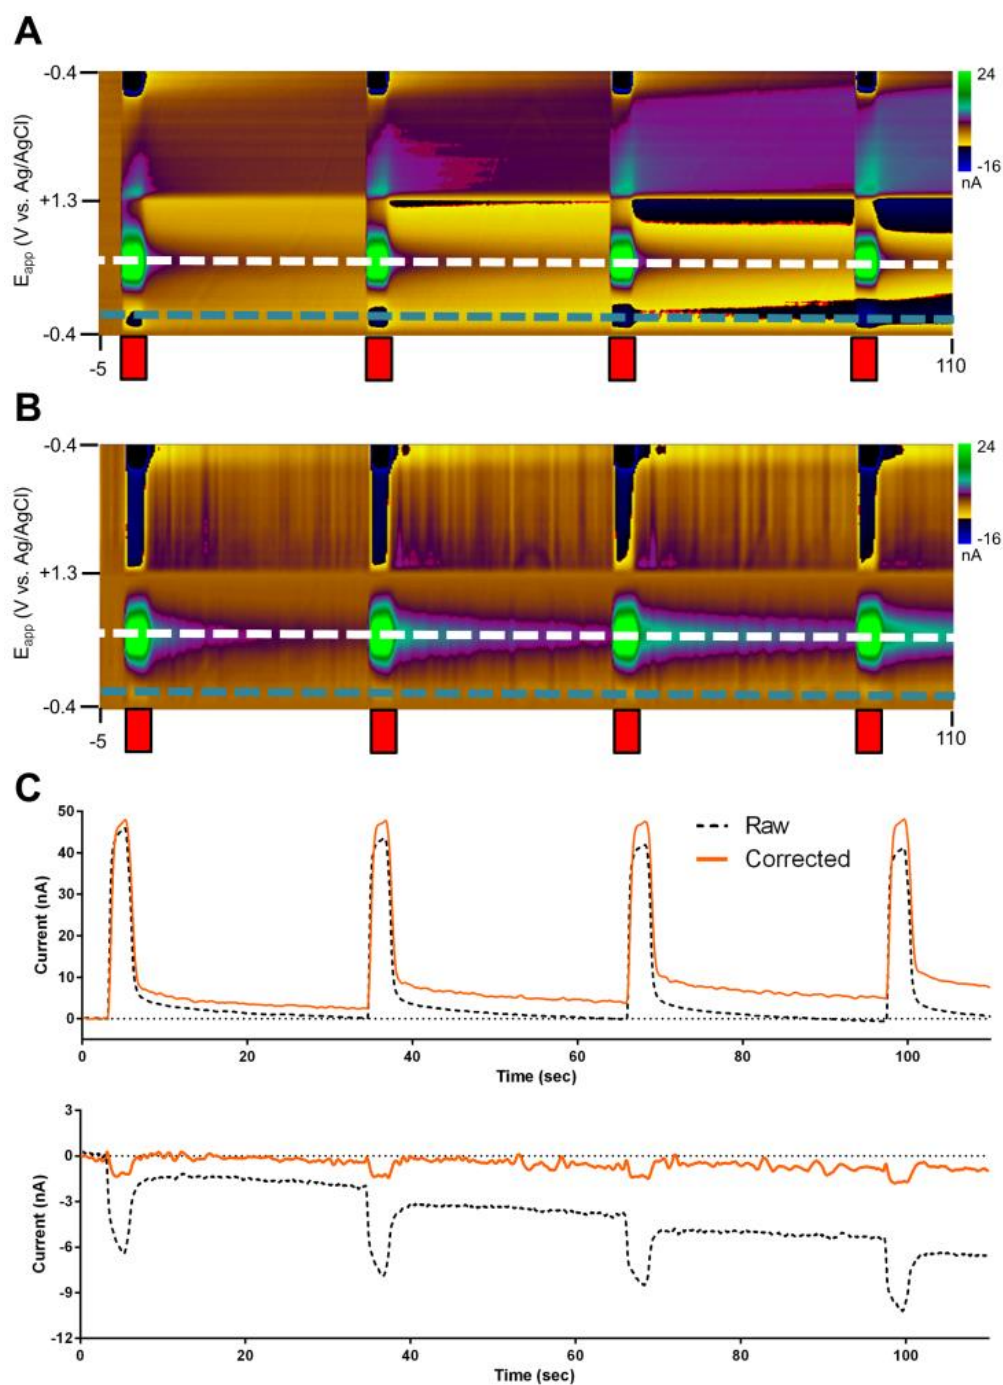 A
-0.4
+1.3
-0.4
Eapp (V vs. Ag/AgCl)
24
-16
nA
-5
110
B
-0.4
+1.3
-0.4
Eapp (V vs. Ag/AgCl)
24
-16
nA
-5
110
C
50
40
30
20
10
0
Current (nA)
Raw
Corrected
0 20 40 60 80 100
Time (sec)
3
0
-3
-6
-9
-12
Current (nA)
0 20 40 60 80 100
Time (sec)